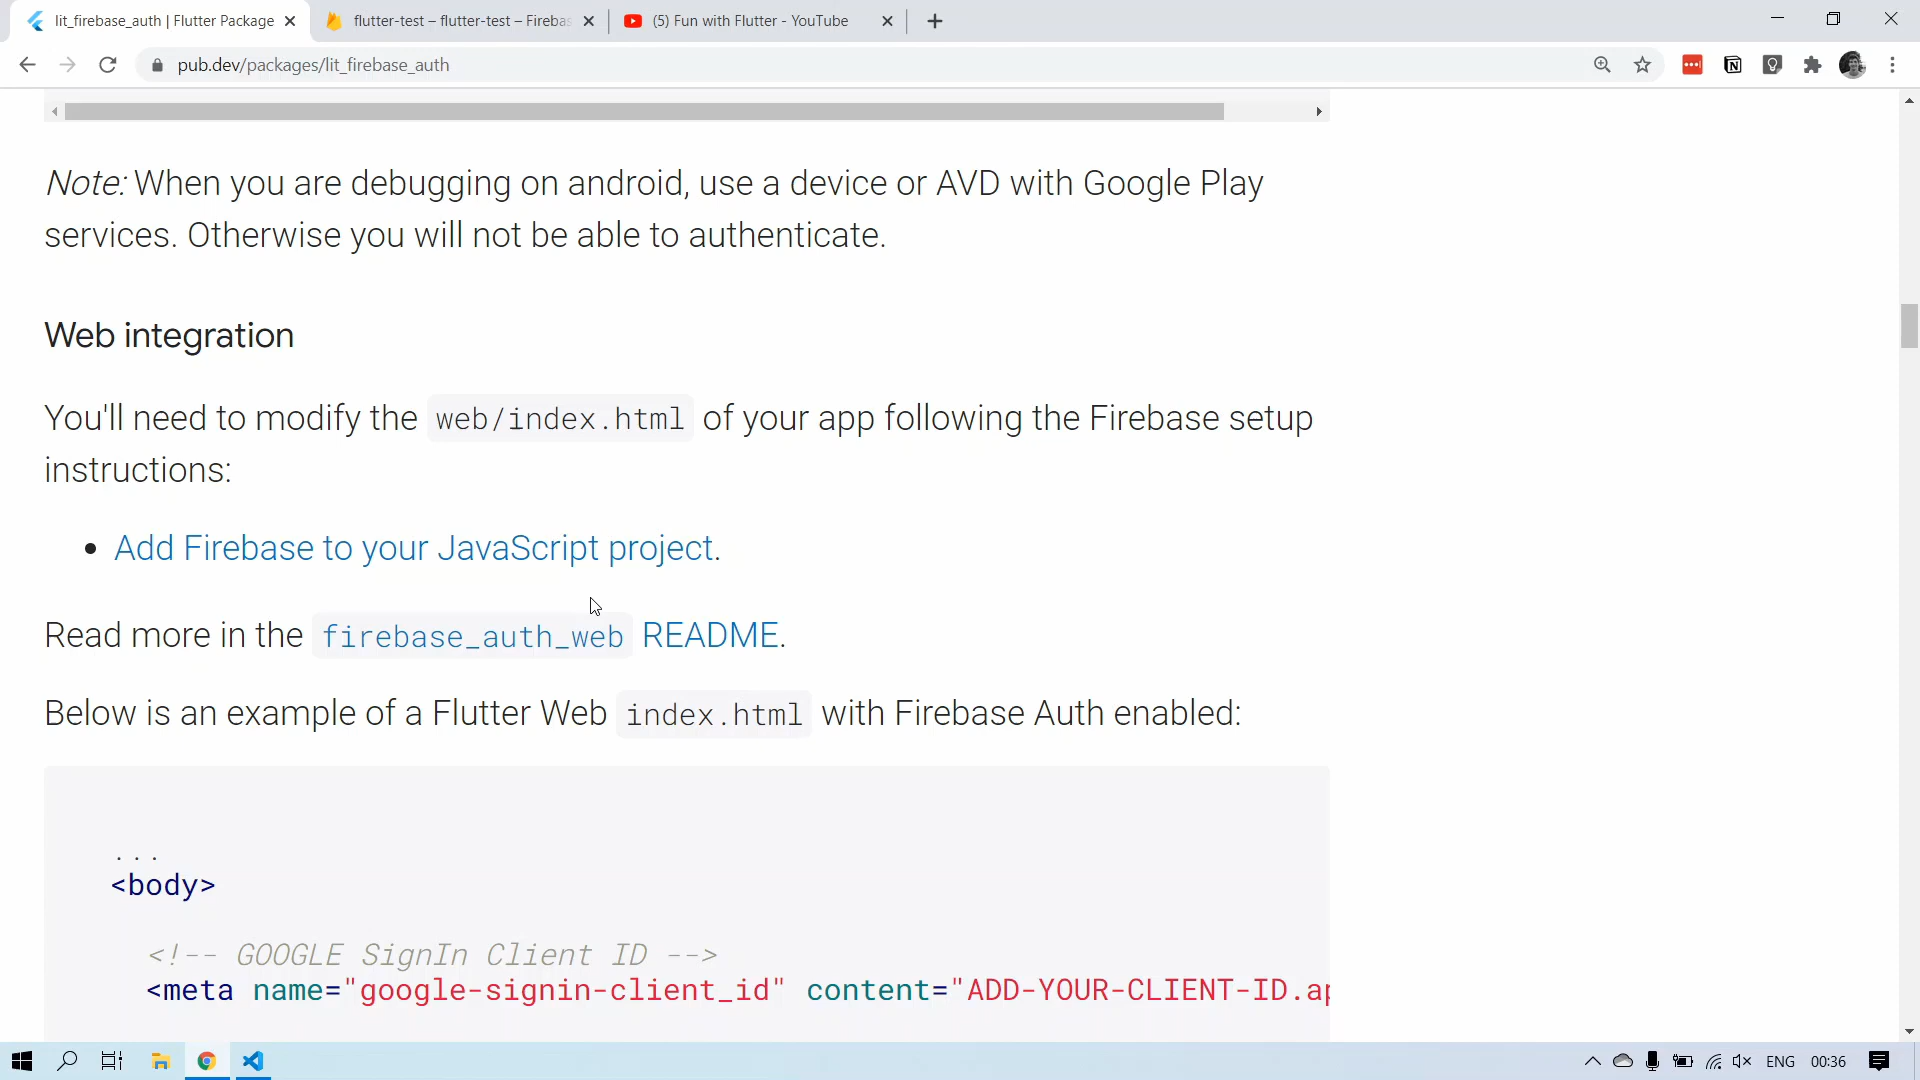 lit_firebase_auth | Flutter Package
flutter-test – flutter-test – Firebas
(5) Fun with Flutter - YouTube
pub.dev/packages/lit_firebase_auth
Note: When you are debugging on android, use a device or AVD with Google Play
services. Otherwise you will not be able to authenticate.
Web integration
You'll need to modify the web/index.html of your app following the Firebase setup
instructions:
• Add Firebase to your JavaScript project.
Read more in the firebase_auth_web README.
Below is an example of a Flutter Web index.html with Firebase Auth enabled:
...
<body>
<!-- GOOGLE SignIn Client ID -->
<meta name="google-signin-client_id" content="ADD-YOUR-CLIENT-ID.ap
ENG 00:36